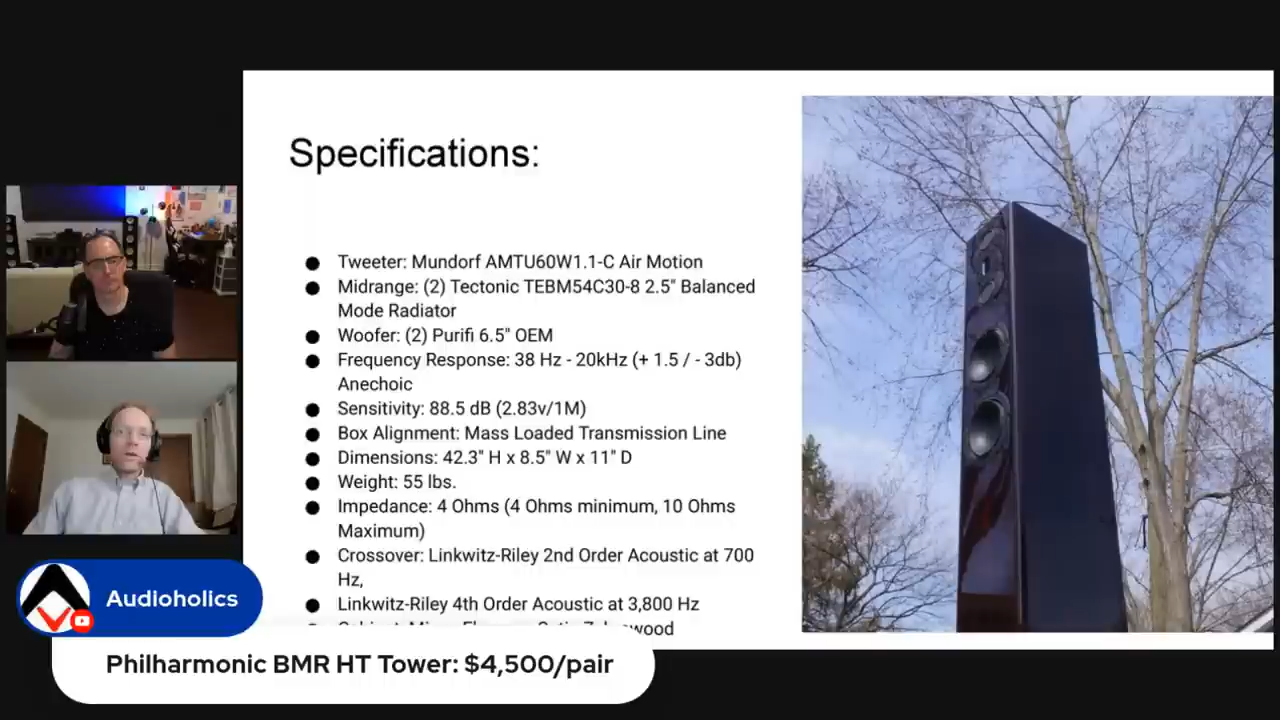 Specifications:
● Tweeter: Mundorf AMTU60W1.1-C Air Motion
● Midrange: (2) Tectonic TEBM54C30-8 2.5" Balanced
Mode Radiator
● Woofer: (2) Purifi 6.5" OEM
● Frequency Response: 38 Hz - 20kHz (+ 1.5 / - 3db)
Anechoic
● Sensitivity: 88.5 dB (2.83v/1M)
● Box Alignment: Mass Loaded Transmission Line
● Dimensions: 42.3" H x 8.5" W x 11" D
● Weight: 55 lbs.
● Impedance: 4 Ohms (4 Ohms minimum, 10 Ohms
Maximum)
● Crossover: Linkwitz-Riley 2nd Order Acoustic at 700
Hz,
● Linkwitz-Riley 4th Order Acoustic at 3,800 Hz
Audioholics
Philharmonic BMR HT Tower: $4,500/pair